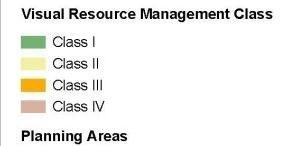 Visual Resource Management Class
Class I
Class II
Class III
Class IV
Planning Areas